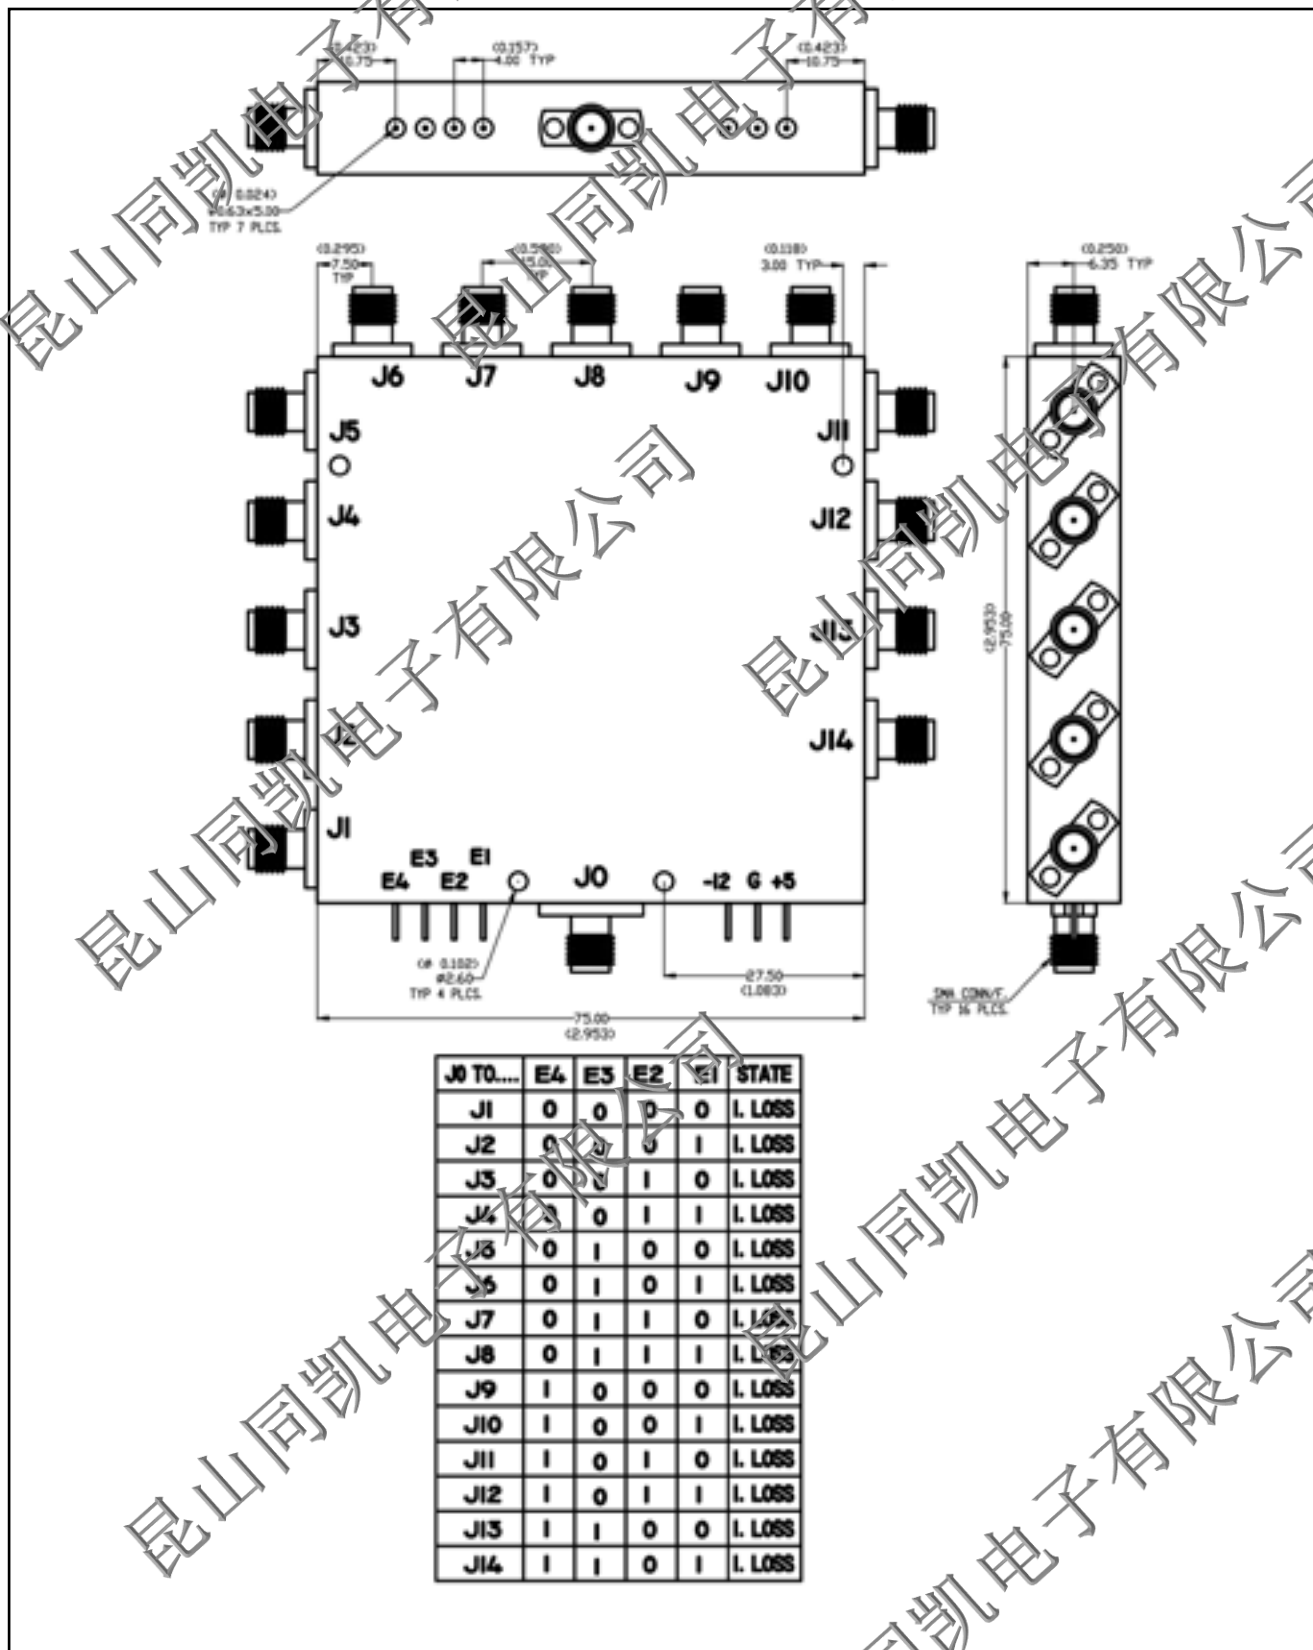 (0.423)
10.75
(0.157)
4.00 TYP
(0.423)
10.75
(Ø 0.024)
Ø0.63x5.00
TYP 7 PLCS.
(0.295)
7.50
TYP
(0.590)
15.00
TYP
(0.118)
3.00 TYP
(0.250)
6.35 TYP
J6 J7 J8 J9 J10
J5 J11
J4 J12
J3 J13
J2 J14
J1
(2.953)
75.00
E3 E1
E4 E2 J0 -12 G +5
(Ø 0.102)
Ø2.60
TYP 4 PLCS.
27.50
(1.083)
75.00
(2.953)
SMA CONN/F.
TYP 16 PLCS.
J0 TO.... E4 E3 E2 E1 STATE
J1 0 0 0 0 I. LOSS
J2 0 0 0 1 I. LOSS
J3 0 0 1 0 I. LOSS
J4 0 0 1 1 I. LOSS
J5 0 1 0 0 I. LOSS
J6 0 1 0 1 I. LOSS
J7 0 1 1 0 I. LOSS
J8 0 1 1 1 I. LOSS
J9 1 0 0 0 I. LOSS
J10 1 0 0 1 I. LOSS
J11 1 0 1 0 I. LOSS
J12 1 0 1 1 I. LOSS
J13 1 1 0 0 I. LOSS
J14 1 1 0 1 I. LOSS
昆山同凯电子有
昆山同凯电子有
昆山同凯电子有限公司
昆山同凯电子有限公司
昆山同凯电子有限公司
昆山同凯电子有限公司
凯电子有限公司